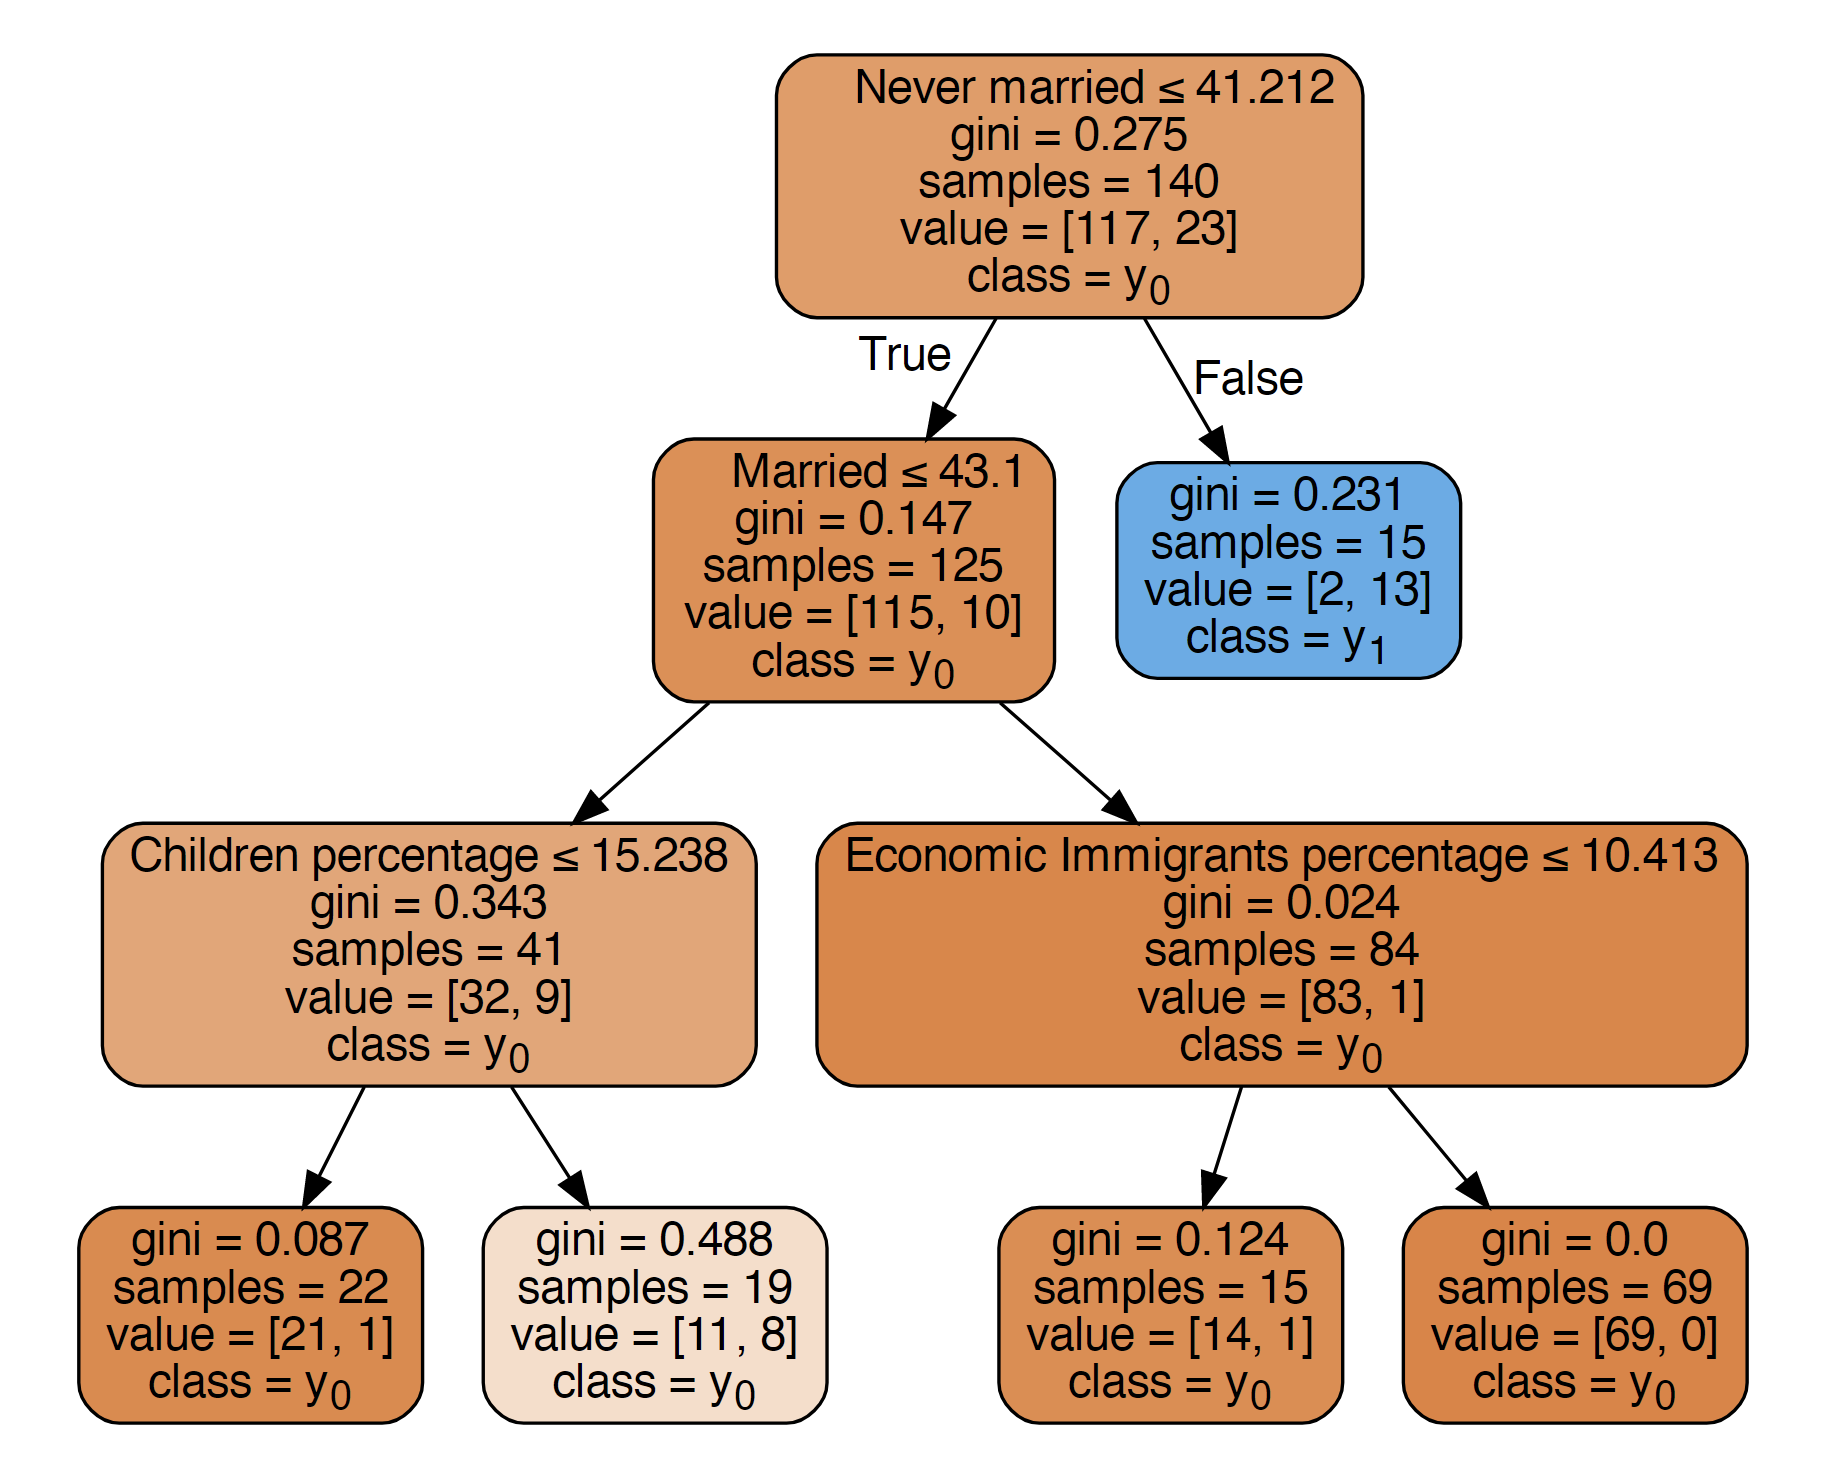 Never married ≤ 41.212
gini = 0.275
samples = 140
value = [117, 23]
class = y₀
True
False
Married ≤ 43.1
gini = 0.147
samples = 125
value = [115, 10]
class = y₀
gini = 0.231
samples = 15
value = [2, 13]
class = y₁
Children percentage ≤ 15.238
gini = 0.343
samples = 41
value = [32, 9]
class = y₀
Economic Immigrants percentage ≤ 10.413
gini = 0.024
samples = 84
value = [83, 1]
class = y₀
gini = 0.087
samples = 22
value = [21, 1]
class = y₀
gini = 0.488
samples = 19
value = [11, 8]
class = y₀
gini = 0.124
samples = 15
value = [14, 1]
class = y₀
gini = 0.0
samples = 69
value = [69, 0]
class = y₀